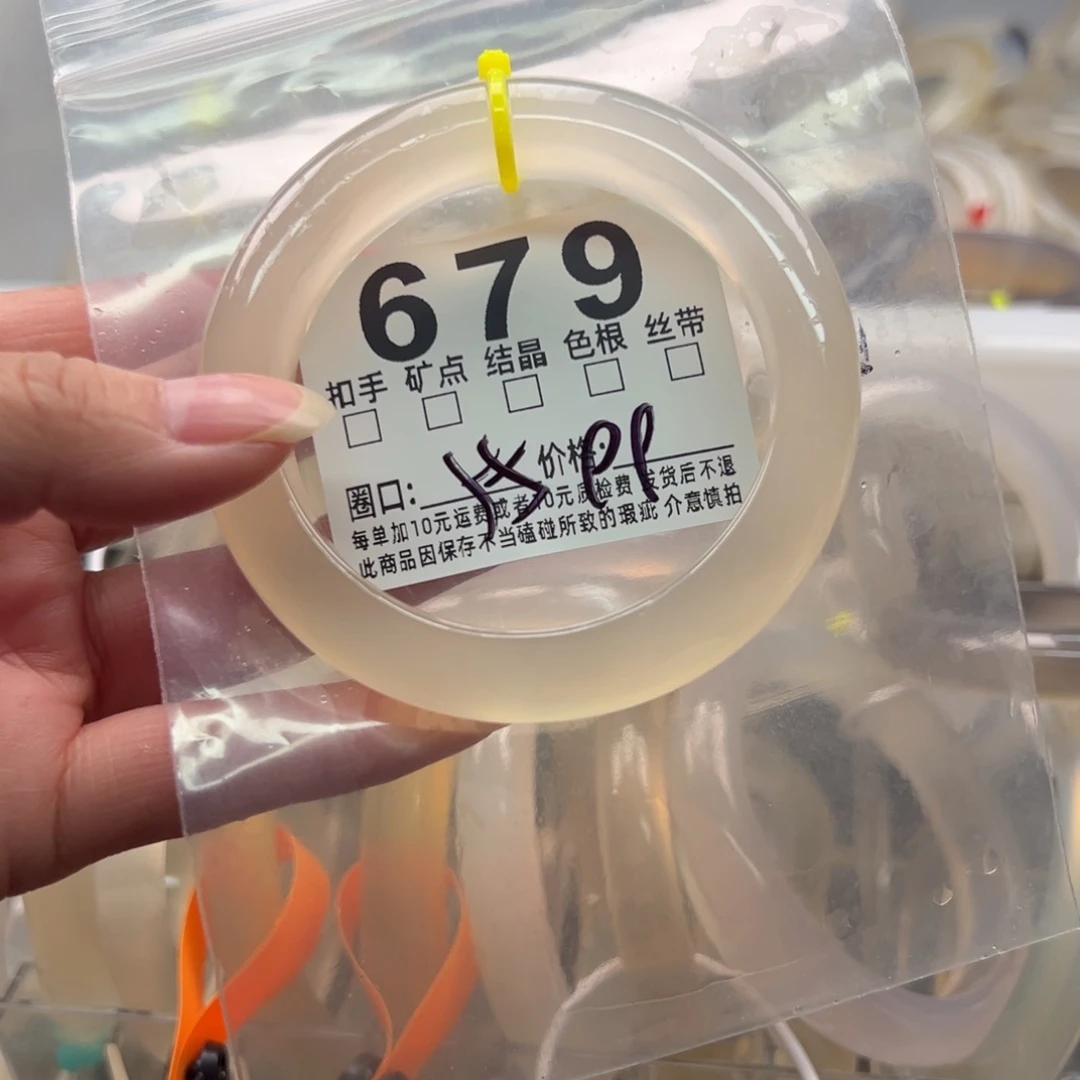 679
扣手 矿点 结晶 色根 丝带
圈口: 价格:
每单加10元运费或者10元质检费 发货后不退
此商品因保存不当磕碰所致的瑕疵 介意慎拍